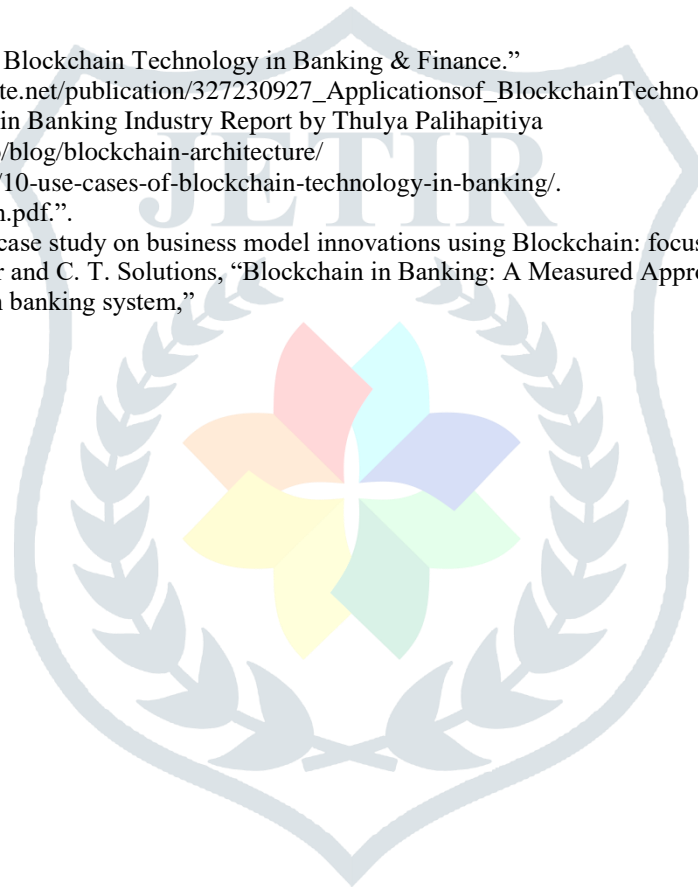 Blockchain Technology in Banking & Finance.”
te.net/publication/327230927_Applicationsof_BlockchainTechno
in Banking Industry Report by Thulya Palihapitiya
/blog/blockchain-architecture/
/10-use-cases-of-blockchain-technology-in-banking/.
n.pdf.”.
case study on business model innovations using Blockchain: focus
r and C. T. Solutions, “Blockchain in Banking: A Measured Appro
banking system,”
JETIR